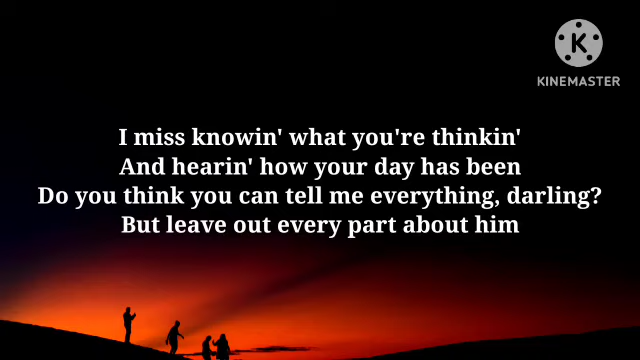 KINEMASTER
I miss knowin' what you're thinkin'
And hearin' how your day has been
Do you think you can tell me everything, darling?
But leave out every part about him